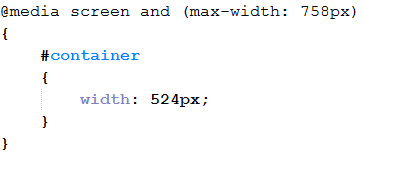 @media screen and (max-width: 758px)
{
    #container
    {
        width: 524px;
    }
}